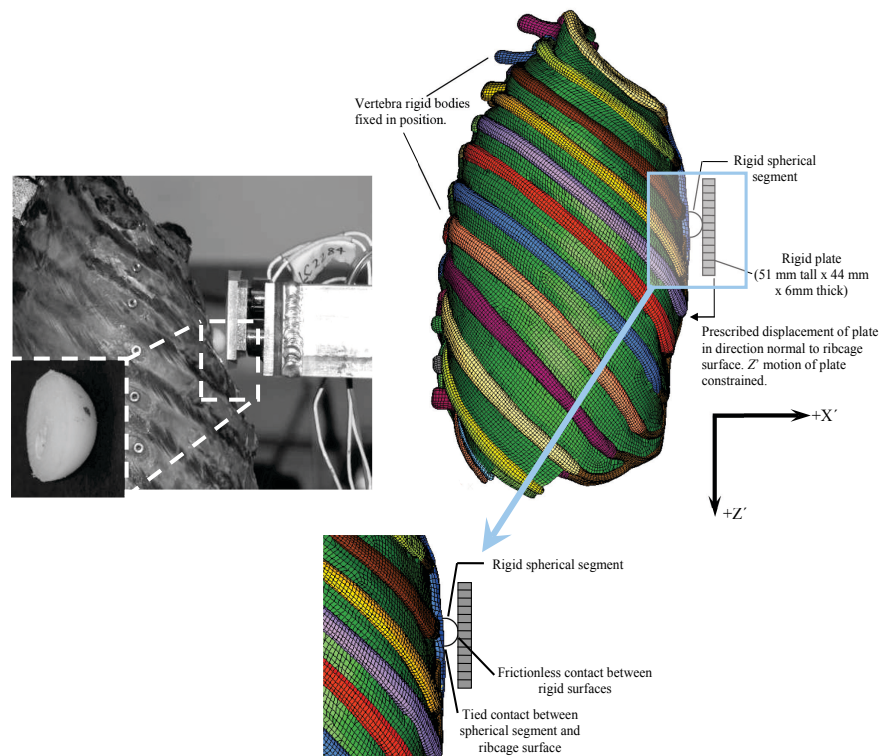 Vertebra rigid bodies
fixed in position.
Rigid spherical
segment
Rigid plate
(51 mm tall x 44 mm
x 6mm thick)
Prescribed displacement of plate
in direction normal to ribcage
surface. Z' motion of plate
constrained.
+X´
+Z´
Rigid spherical segment
Frictionless contact between
rigid surfaces
Tied contact between
spherical segment and
ribcage surface